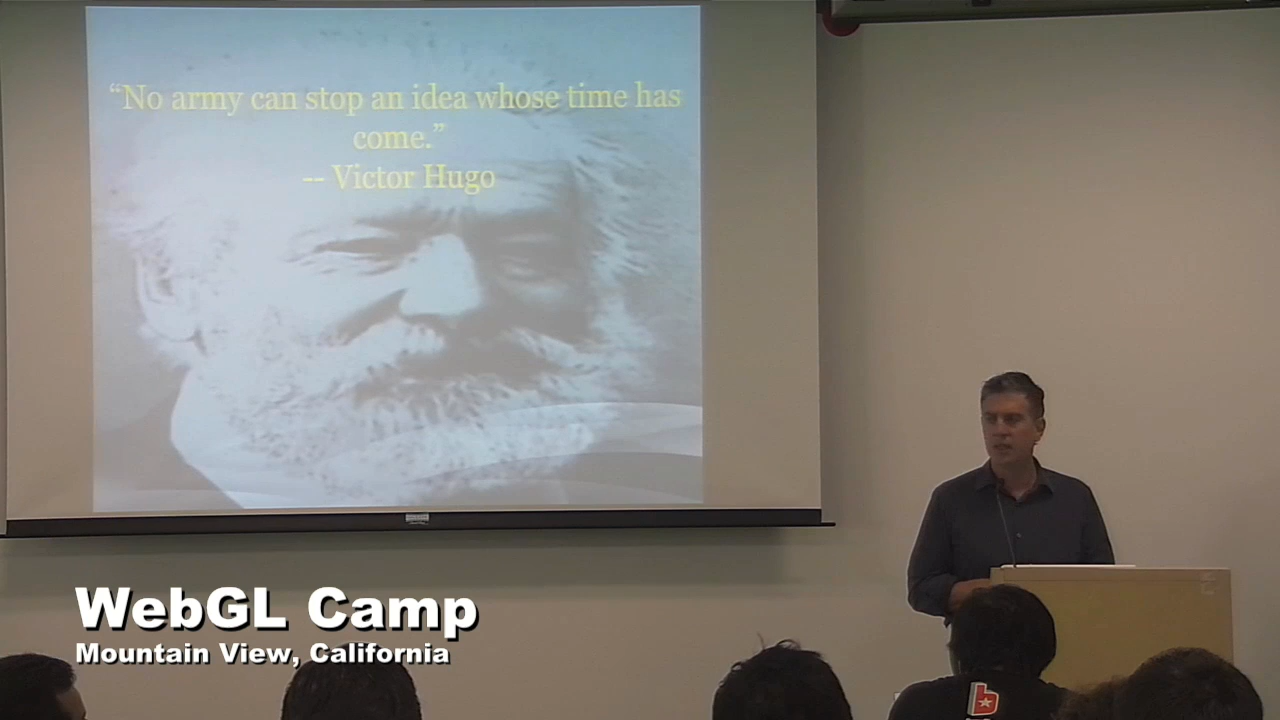 “No army can stop an idea whose time has
come.”
-- Victor Hugo
WebGL Camp
Mountain View, California
b